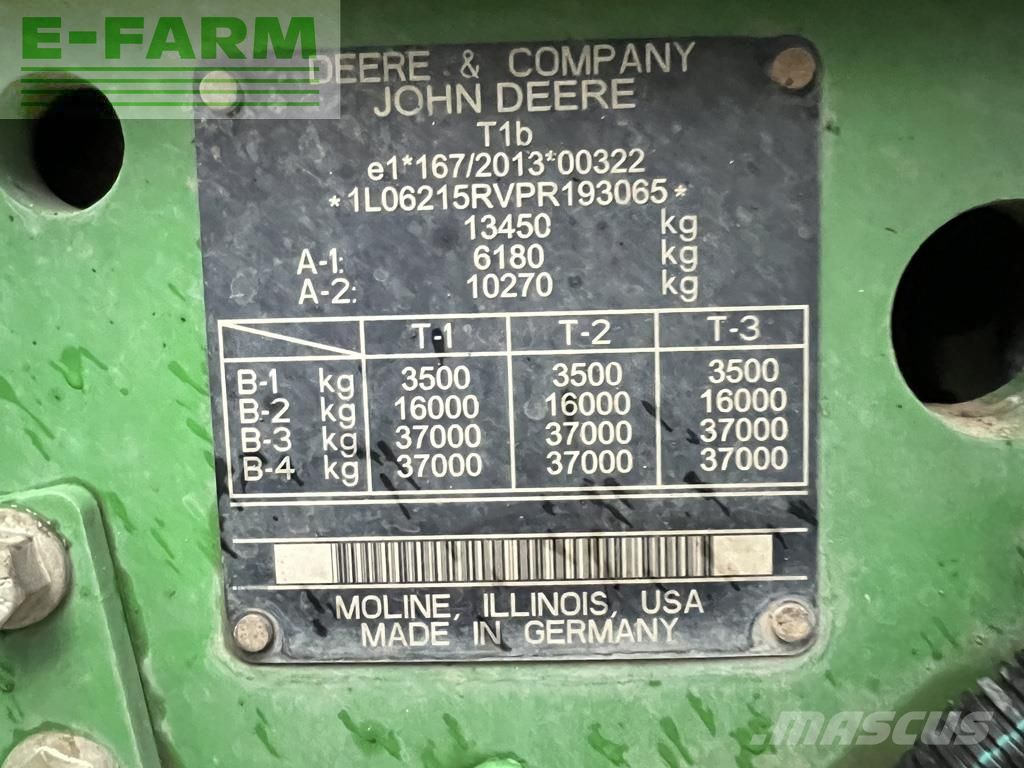 E-FARM
DEERE & COMPANY
JOHN DEERE
T1b
e1*167/2013*00322
*1L06215RVPR193065*
13450 kg
A-1: 6180 kg
A-2: 10270 kg
T-1 T-2 T-3
B-1 kg 3500 3500 3500
B-2 kg 16000 16000 16000
B-3 kg 37000 37000 37000
B-4 kg 37000 37000 37000
MOLINE, ILLINOIS, USA
MADE IN GERMANY
MASCUS